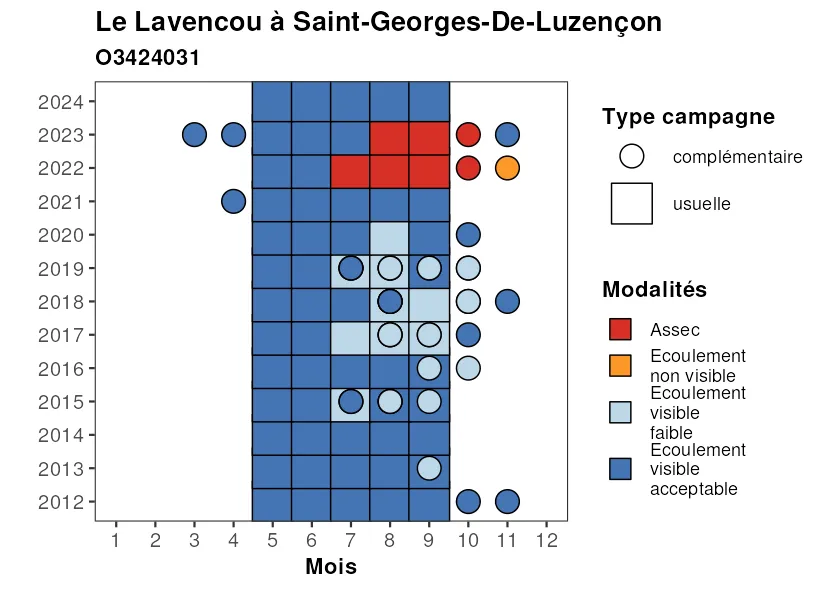 Le Lavencou à Saint-Georges-De-Luzençon
O3424031
2024
2023
2022
2021
2020
2019
2018
2017
2016
2015
2014
2013
2012
1 2 3 4 5 6 7 8 9 10 11 12
Mois
Type campagne
complémentaire
usuelle
Modalités
Assec
Ecoulement
non visible
Ecoulement
visible
faible
Ecoulement
visible
acceptable